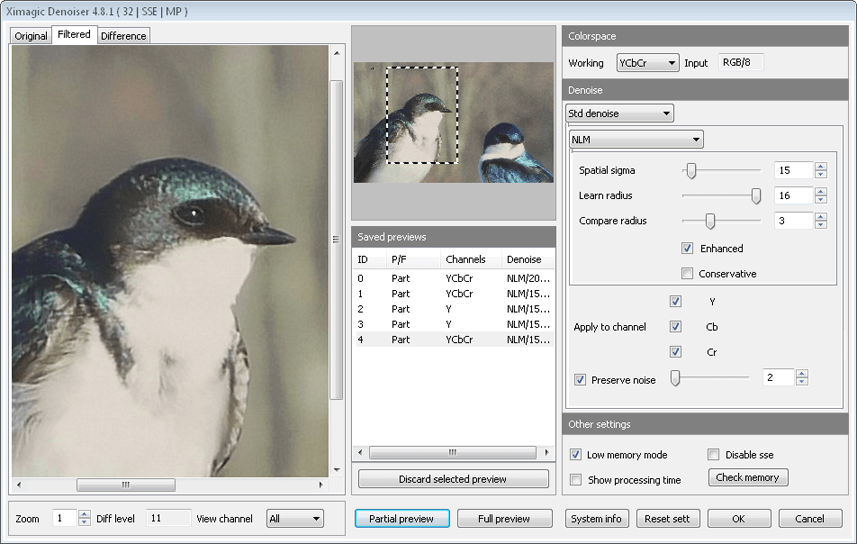 Ximagic Denoiser 4.8.1 ( 32 | SSE | MP )
Original Filtered Difference
Colorspace
Working YCbCr Input RGB/8
Denoise
Std denoise
NLM
Spatial sigma 15
Learn radius 16
Compare radius 3
Enhanced
Conservative
Apply to channel
Y
Cb
Cr
Preserve noise 2
Saved previews
ID P/F Channels Denoise
0 Part YCbCr NLM/20...
1 Part YCbCr NLM/15...
2 Part Y NLM/15...
3 Part Y NLM/15...
4 Part YCbCr NLM/15...
Discard selected preview
Other settings
Low memory mode Disable sse
Show processing time Check memory
Zoom 1 Diff level 11 View channel All
Partial preview Full preview System info Reset sett OK Cancel